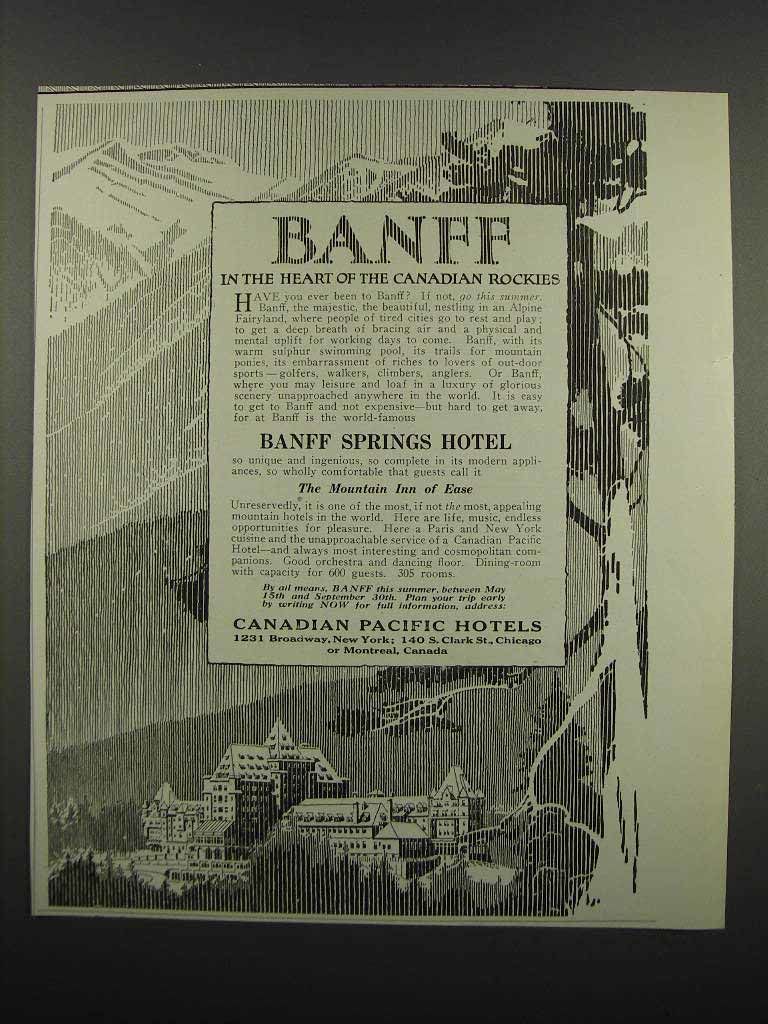 BANFF
IN THE HEART OF THE CANADIAN ROCKIES
HAVE you ever been to Banff? If not, go this summer.
Banff, the majestic, the beautiful, nestling in an Alpine
Fairyland, where people of tired cities go to rest and play;
to get a deep breath of bracing air and a physical and
mental uplift for working days to come. Banff, with its
warm sulphur swimming pool, its trails for mountain
ponies, its embarrassment of riches to lovers of out-door
sports—golfers, walkers, climbers, anglers. Or Banff,
where you may leisure and loaf in a luxury of glorious
scenery unapproached anywhere in the world. It is easy
to get to Banff and not expensive—but hard to get away,
for at Banff is the world-famous
BANFF SPRINGS HOTEL
so unique and ingenious, so complete in its modern appli-
ances, so wholly comfortable that guests call it
The Mountain Inn of Ease
Unreservedly, it is one of the most, if not the most, appealing
mountain hotels in the world. Here are life, music, endless
opportunities for pleasure. Here a Paris and New York
cuisine and the unapproachable service of a Canadian Pacific
Hotel—and always most interesting and cosmopolitan com-
panions. Good orchestra and dancing floor. Dining-room
with capacity for 600 guests. 305 rooms.
By all means, BANFF this summer, between May
15th and September 30th. Plan your trip early
by writing NOW for full information, address:
CANADIAN PACIFIC HOTELS
1231 Broadway, New York; 140 S. Clark St., Chicago
or Montreal, Canada